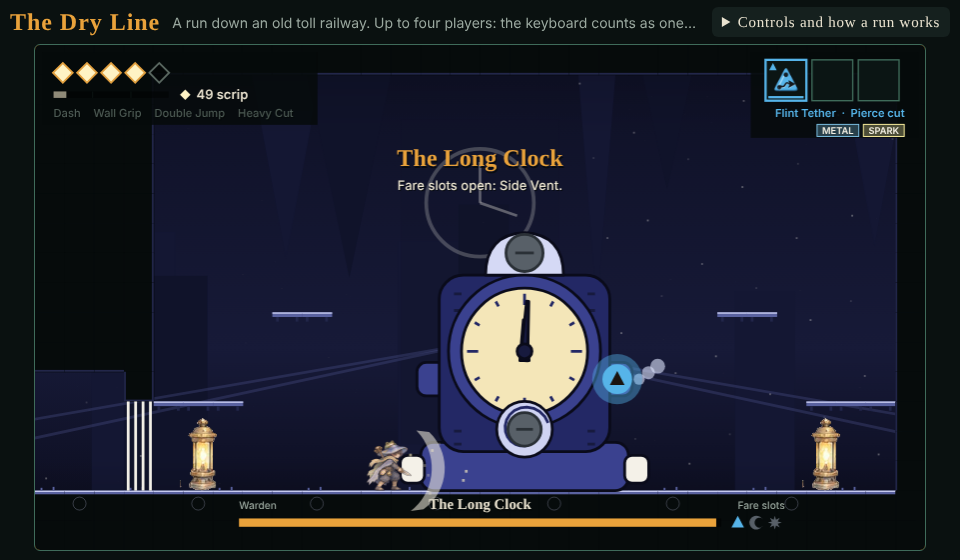 The Dry Line
A run down an old toll railway. Up to four players: the keyboard counts as one...
▶ Controls and how a run works
49 scrip
Dash Wall Grip Double Jump Heavy Cut
Flint Tether · Pierce cut
METAL SPARK
The Long Clock
Fare slots open: Side Vent.
Warden
The Long Clock
Fare slots